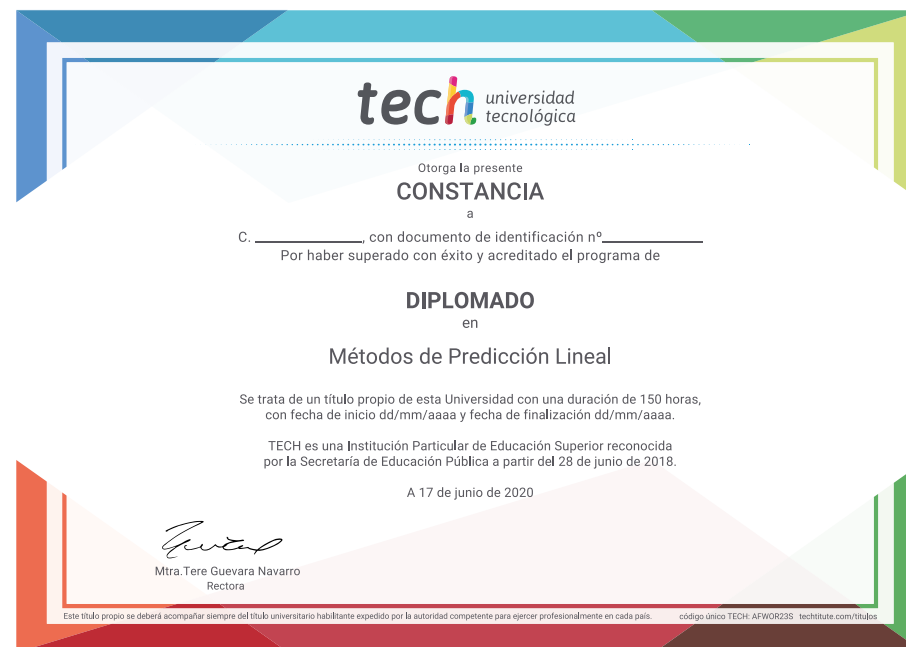 tech universidad
tecnológica
Otorga la presente
CONSTANCIA
a
C. ____________, con documento de identificación nº____________
Por haber superado con éxito y acreditado el programa de
DIPLOMADO
en
Métodos de Predicción Lineal
Se trata de un título propio de esta Universidad con una duración de 150 horas,
con fecha de inicio dd/mm/aaaa y fecha de finalización dd/mm/aaaa.
TECH es una Institución Particular de Educación Superior reconocida
por la Secretaría de Educación Pública a partir del 28 de junio de 2018.
A 17 de junio de 2020
Mtra.Tere Guevara Navarro
Rectora
Este título propio se deberá acompañar siempre del título universitario habilitante expedido por la autoridad competente para ejercer profesionalmente en cada país. código único TECH: AFWOR23S techtitute.com/titulos